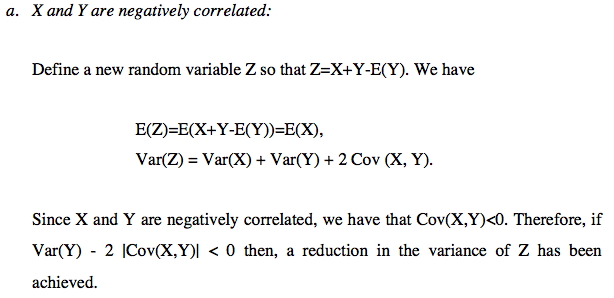 a. X and Y are negatively correlated:
Define a new random variable Z so that Z=X+Y-E(Y). We have
E(Z)=E(X+Y-E(Y))=E(X),
Var(Z) = Var(X) + Var(Y) + 2 Cov (X, Y).
Since X and Y are negatively correlated, we have that Cov(X,Y)<0. Therefore, if
Var(Y) - 2 |Cov(X,Y)| < 0 then, a reduction in the variance of Z has been
achieved.